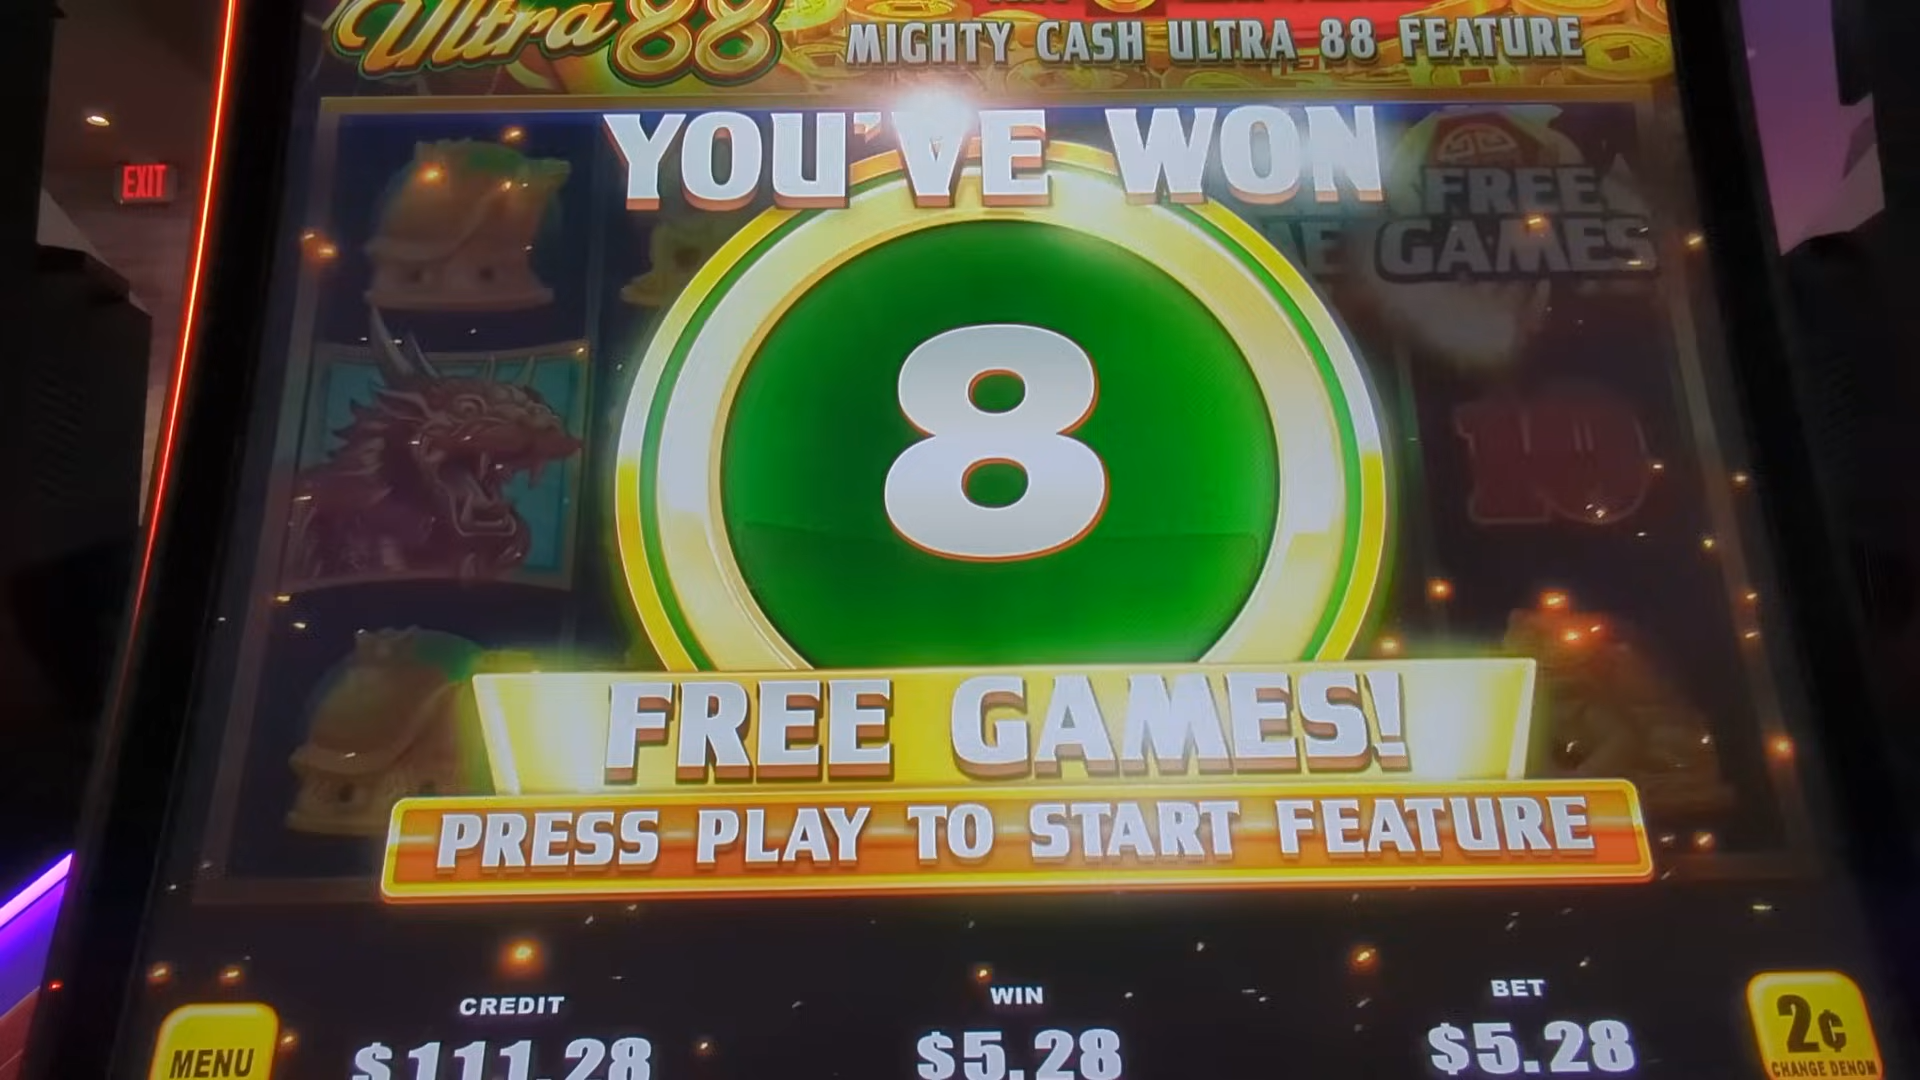 Ultra 88
MIGHTY CASH ULTRA 88 FEATURE
EXIT
YOU'VE WON
FREE
GAMES
8
10
FREE GAMES!
PRESS PLAY TO START FEATURE
CREDIT
WIN
BET
MENU
$111.28
$5.28
$5.28
2¢
CHANGE DENOM